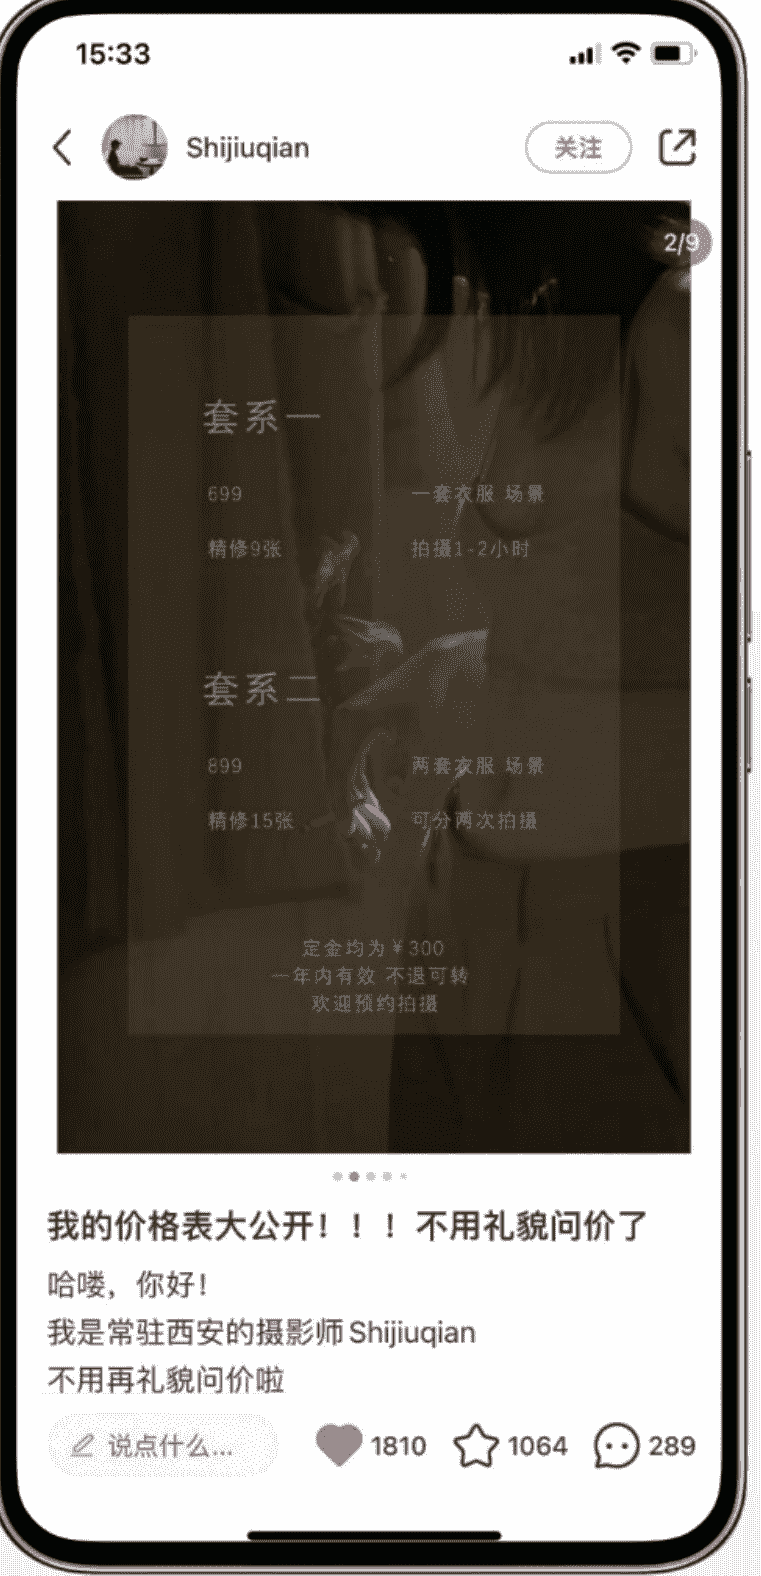 15:33
Shijiuqian
关注
2/9
套系一
699
一套衣服 场景
精修9张
拍摄1-2小时
套系二
899
两套衣服 场景
精修15张
可分两次拍摄
定金均为￥300
一年内有效 不退可转
欢迎预约拍摄
我的价格表大公开！！！不用礼貌问价了
哈喽，你好！
我是常驻西安的摄影师Shijiuqian
不用再礼貌问价啦
说点什么...
1810
1064
289